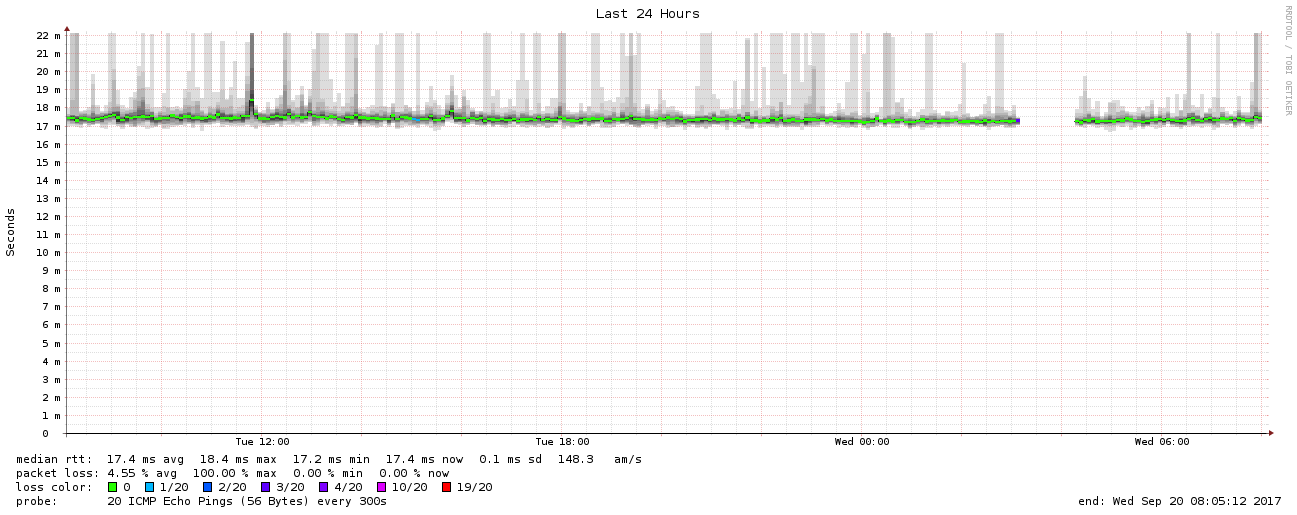 Last 24 Hours
RRDTOOL / TOBI OETIKER
22 m
21 m
20 m
19 m
18 m
17 m
16 m
15 m
14 m
13 m
12 m
11 m
10 m
9 m
8 m
7 m
6 m
5 m
4 m
3 m
2 m
1 m
0
Seconds
Tue 12:00 Tue 18:00 Wed 00:00 Wed 06:00
median rtt: 17.4 ms avg 18.4 ms max 17.2 ms min 17.4 ms now 0.1 ms sd 148.3 am/s
packet loss: 4.55 % avg 100.00 % max 0.00 % min 0.00 % now
loss color: 0 1/20 2/20 3/20 4/20 10/20 19/20
probe: 20 ICMP Echo Pings (56 Bytes) every 300s end: Wed Sep 20 08:05:12 2017